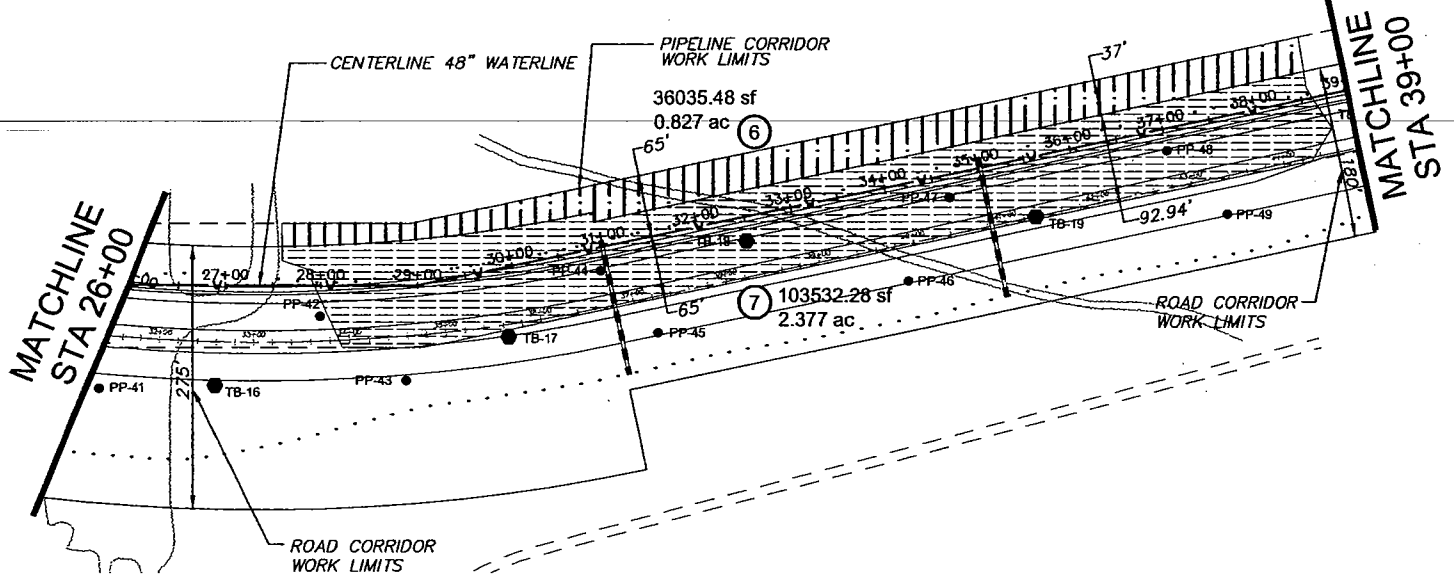 CENTERLINE 48" WATERLINE
PIPELINE CORRIDOR
WORK LIMITS
36035.48 sf
0.827 ac
6
65'
37'
MATCHLINE
STA 39+00
MATCHLINE
STA 26+00
27+00
28+00
29+00
30+00
31+00
32+00
33+00
34+00
35+00
36+00
37+00
38+00
PP-48
PP-47
PP-49
TB-19
92.94'
180'
TB-18
PP-44
PP-42
PP-46
65'
7
103532.28 sf
2.377 ac
PP-45
TB-17
ROAD CORRIDOR
WORK LIMITS
PP-41
TB-16
PP-43
275'
ROAD CORRIDOR
WORK LIMITS